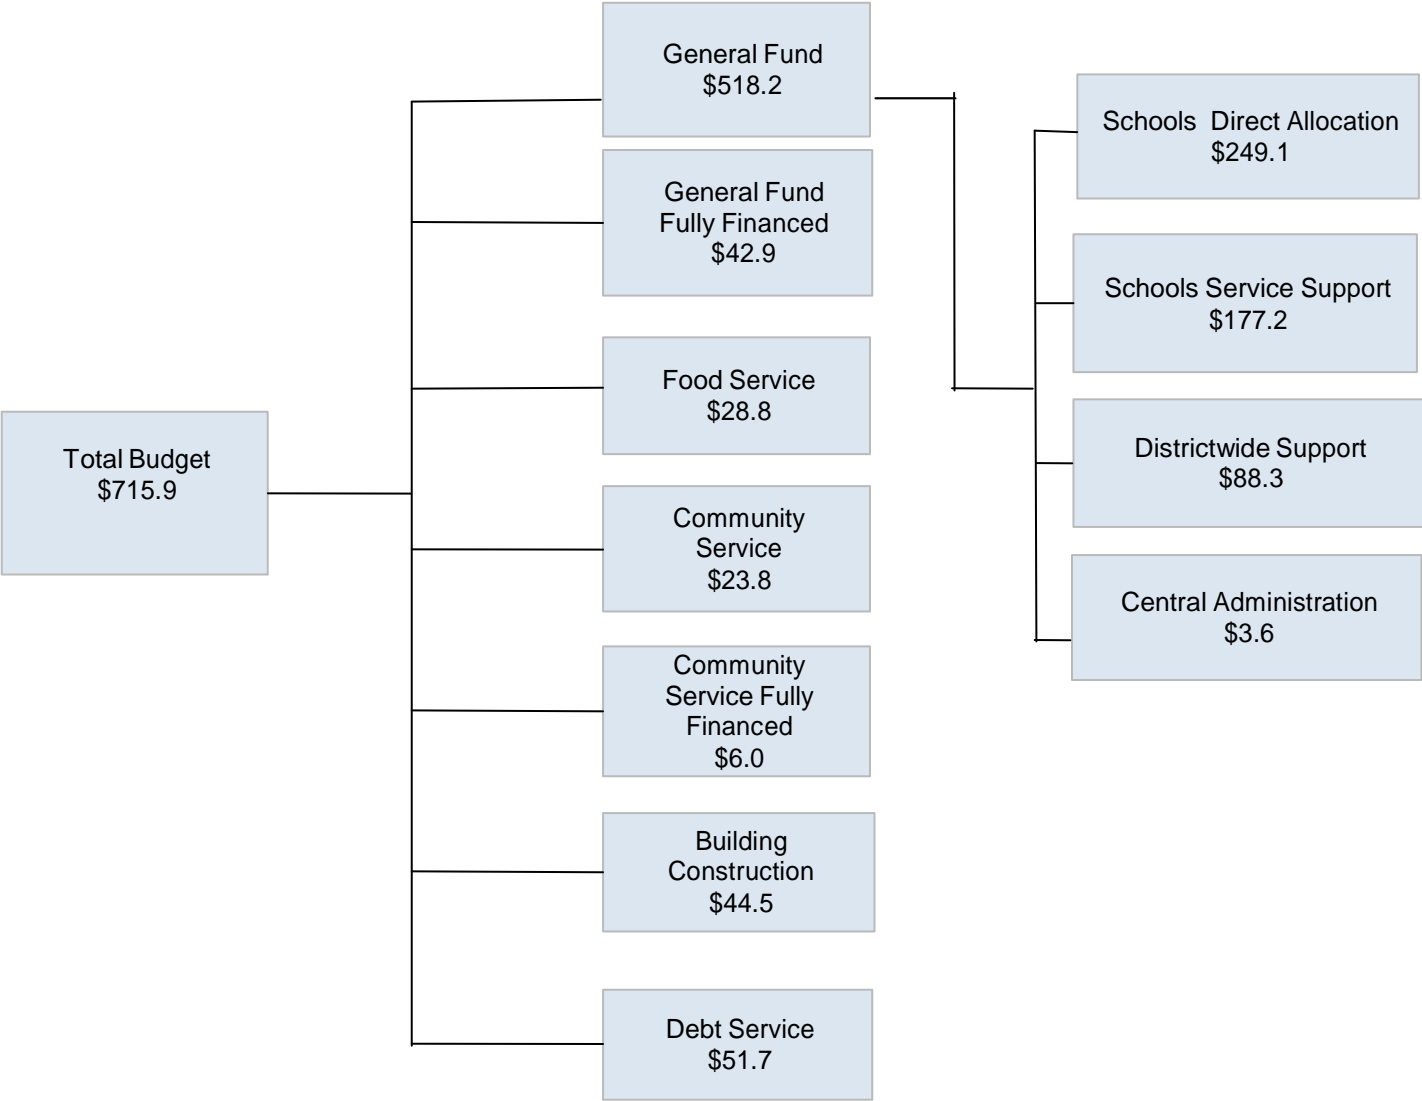 Total Budget
$715.9
General Fund
$518.2
General Fund
Fully Financed
$42.9
Food Service
$28.8
Community
Service
$23.8
Community
Service Fully
Financed
$6.0
Building
Construction
$44.5
Debt Service
$51.7
Schools Direct Allocation
$249.1
Schools Service Support
$177.2
Districtwide Support
$88.3
Central Administration
$3.6